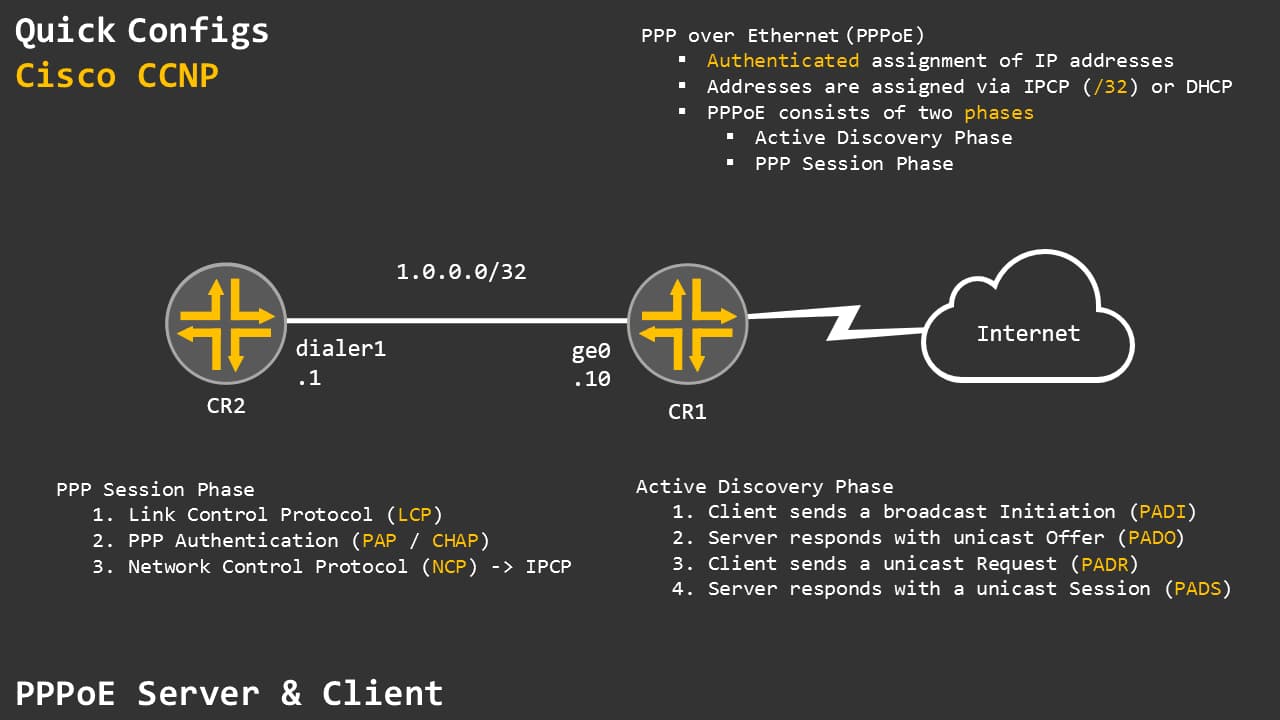 Quick Configs
Cisco CCNP
PPP over Ethernet (PPPoE)
▪ Authenticated assignment of IP addresses
▪ Addresses are assigned via IPCP (/32) or DHCP
▪ PPPoE consists of two phases
▪ Active Discovery Phase
▪ PPP Session Phase
1.0.0.0/32
dialer1
.1
ge0
.10
CR2
CR1
Internet
PPP Session Phase
1. Link Control Protocol (LCP)
2. PPP Authentication (PAP / CHAP)
3. Network Control Protocol (NCP) -> IPCP
Active Discovery Phase
1. Client sends a broadcast Initiation (PADI)
2. Server responds with unicast Offer (PADO)
3. Client sends a unicast Request (PADR)
4. Server responds with a unicast Session (PADS)
PPPoE Server & Client